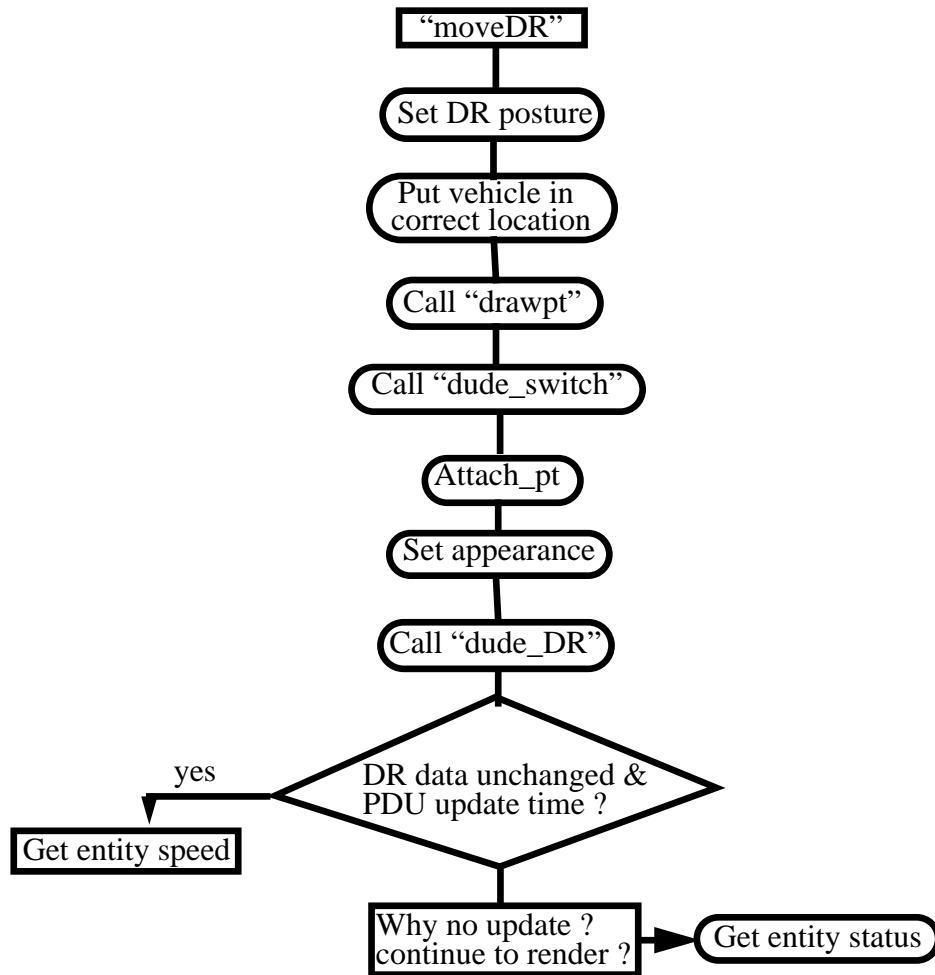 “moveDR”
Set DR posture
Put vehicle in
correct location
Call “drawpt”
Call “dude_switch”
Attach_pt
Set appearance
Call “dude_DR”
DR data unchanged &
PDU update time ?
yes
Get entity speed
Why no update ?
continue to render ?
Get entity status